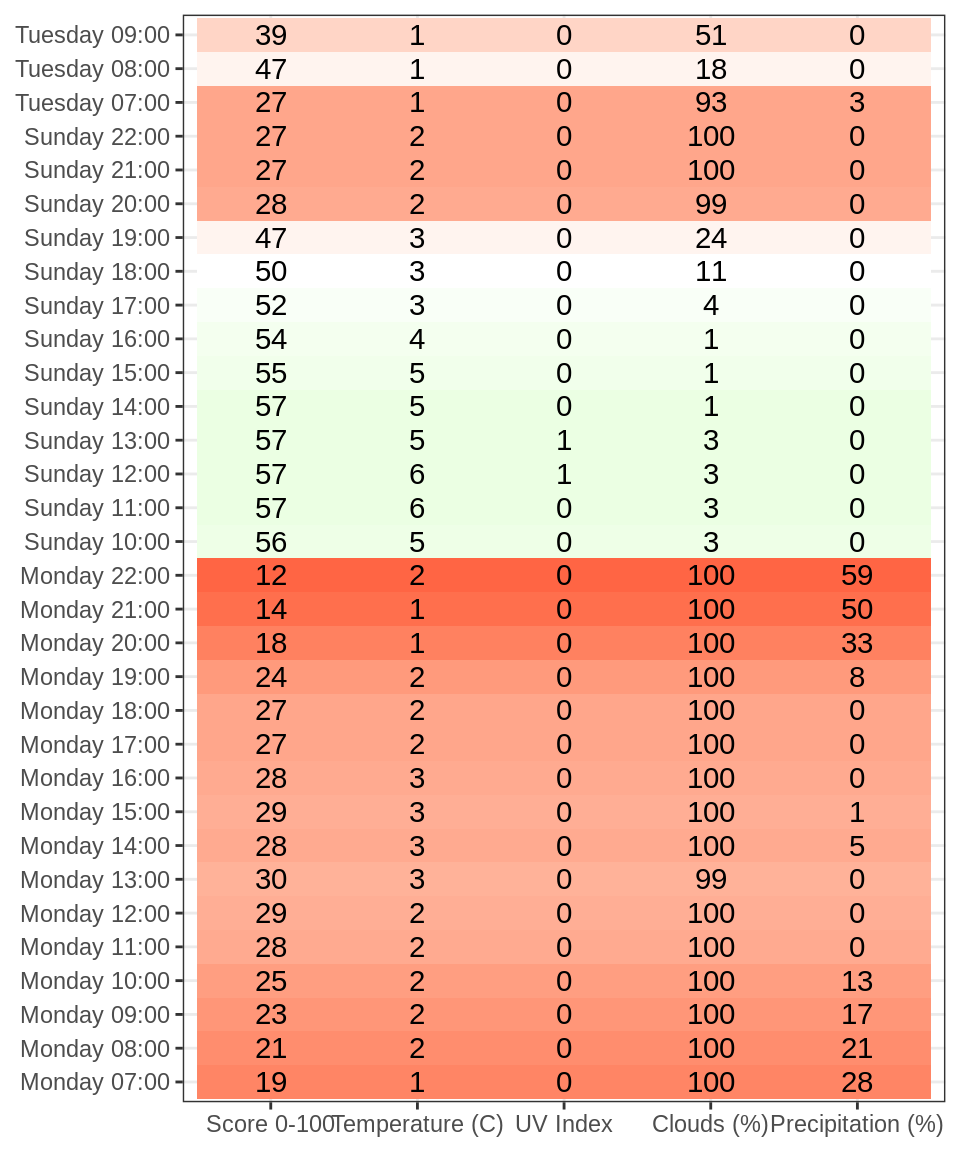 Tuesday 09:00 39 1 0 51 0
Tuesday 08:00 47 1 0 18 0
Tuesday 07:00 27 1 0 93 3
Sunday 22:00 27 2 0 100 0
Sunday 21:00 27 2 0 100 0
Sunday 20:00 28 2 0 99 0
Sunday 19:00 47 3 0 24 0
Sunday 18:00 50 3 0 11 0
Sunday 17:00 52 3 0 4 0
Sunday 16:00 54 4 0 1 0
Sunday 15:00 55 5 0 1 0
Sunday 14:00 57 5 0 1 0
Sunday 13:00 57 5 1 3 0
Sunday 12:00 57 6 1 3 0
Sunday 11:00 57 6 0 3 0
Sunday 10:00 56 5 0 3 0
Monday 22:00 12 2 0 100 59
Monday 21:00 14 1 0 100 50
Monday 20:00 18 1 0 100 33
Monday 19:00 24 2 0 100 8
Monday 18:00 27 2 0 100 0
Monday 17:00 27 2 0 100 0
Monday 16:00 28 3 0 100 0
Monday 15:00 29 3 0 100 1
Monday 14:00 28 3 0 100 5
Monday 13:00 30 3 0 99 0
Monday 12:00 29 2 0 100 0
Monday 11:00 28 2 0 100 0
Monday 10:00 25 2 0 100 13
Monday 09:00 23 2 0 100 17
Monday 08:00 21 2 0 100 21
Monday 07:00 19 1 0 100 28
Score 0-100 Temperature (C) UV Index Clouds (%) Precipitation (%)